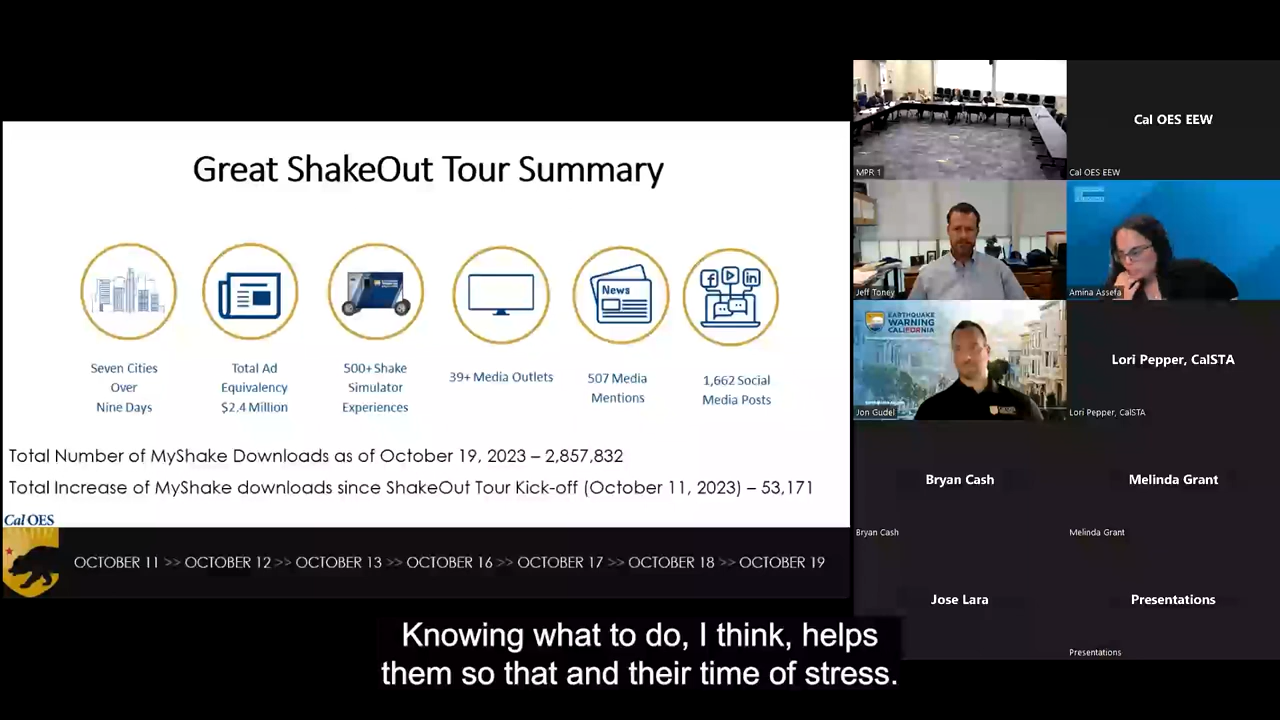 Great ShakeOut Tour Summary
News
Seven Cities
Over
Nine Days
Total Ad
Equivalency
$2.4 Million
500+ Shake
Simulator
Experiences
39+ Media Outlets
507 Media
Mentions
1,662 Social
Media Posts
Total Number of MyShake Downloads as of October 19, 2023 – 2,857,832
Total Increase of MyShake downloads since ShakeOut Tour Kick-off (October 11, 2023) – 53,171
Cal OES
OCTOBER 11 >> OCTOBER 12 >> OCTOBER 13 >> OCTOBER 16 >> OCTOBER 17 >> OCTOBER 18 >> OCTOBER 19
MPR 1
Cal OES EEW
Cal OES EEW
Jeff Toney
Amina Assefa
EARTHQUAKE
WARNING
CALIFORNIA
Jon Gudel
Lori Pepper, CalSTA
Lori Pepper, CalSTA
Bryan Cash
Bryan Cash
Melinda Grant
Melinda Grant
Jose Lara
Presentations
Presentations
Knowing what to do, I think, helps
them so that and their time of stress.